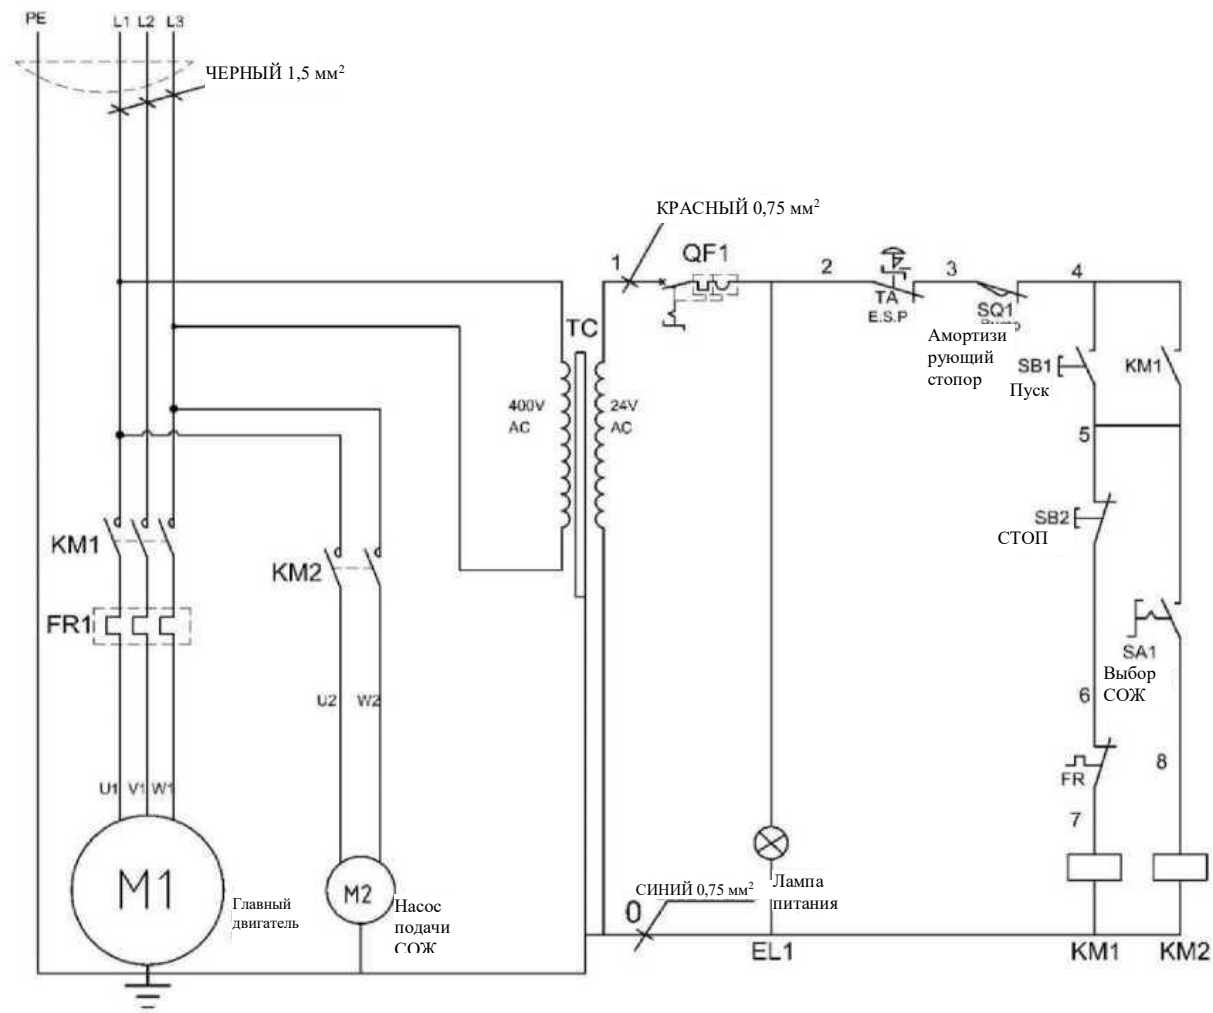 PE
L1 L2 L3
ЧЕРНЫЙ 1,5 мм²
КРАСНЫЙ 0,75 мм²
1
QF1
2
3
4
TA
E.S.P
SQ1
TC
Амортизи
рующий
стопор
SB1
Пуск
KM1
400V
AC
24V
AC
5
SB2
СТОП
KM1
KM2
FR1
SA1
Выбор
СОЖ
6
U2
W2
FR
8
7
U1
V1
W1
M1
Главный
двигатель
M2
Насос
подачи
СОЖ
0
СИНИЙ 0,75 мм²
Лампа
питания
EL1
KM1
KM2